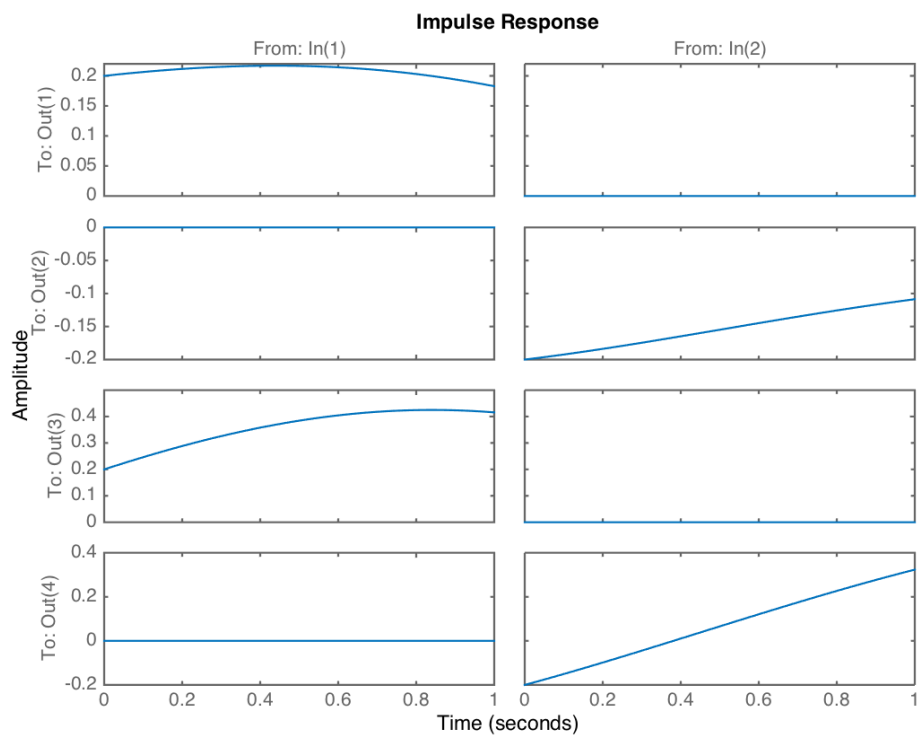 Impulse Response
From: In(1)
From: In(2)
Amplitude
To: Out(1)
0.2
0.15
0.1
0.05
0
To: Out(2)
0
-0.05
-0.1
-0.15
-0.2
To: Out(3)
0.4
0.3
0.2
0.1
0
To: Out(4)
0.4
0.2
0
-0.2
0 0.2 0.4 0.6 0.8 1
0 0.2 0.4 0.6 0.8 1
Time (seconds)